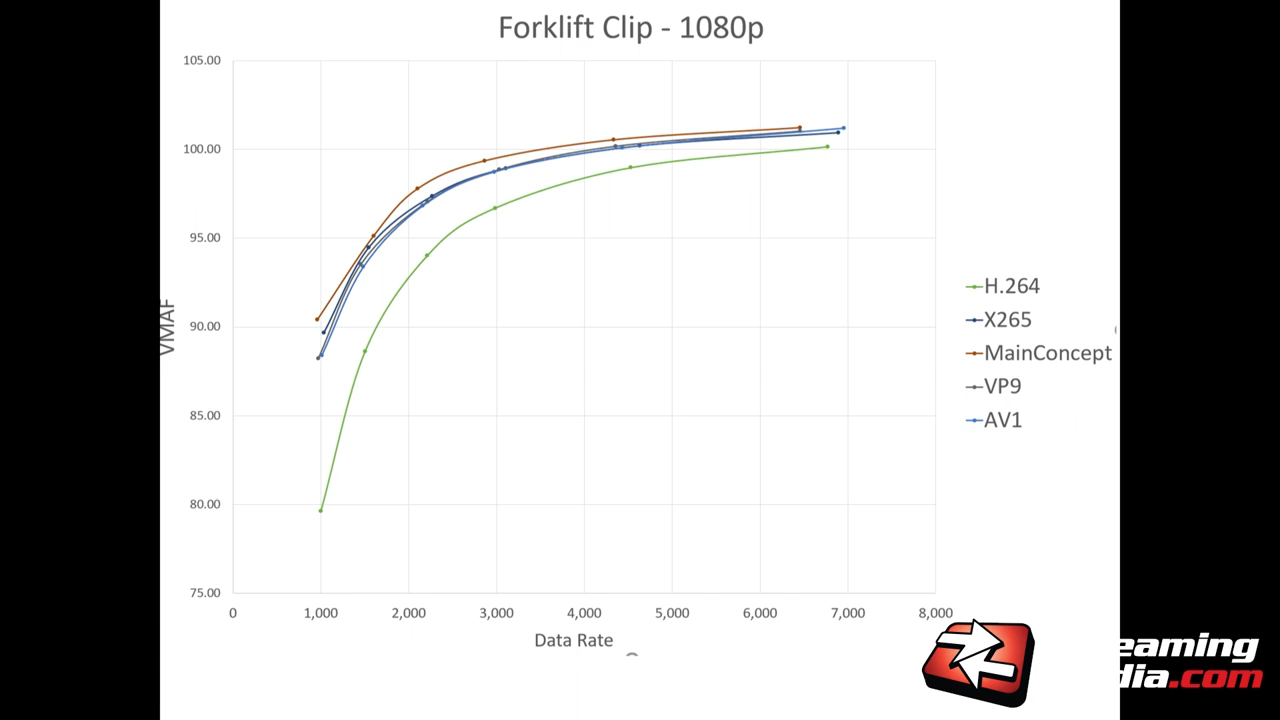 Forklift Clip - 1080p
105.00
100.00
95.00
90.00
85.00
80.00
75.00
VMAF
0 1,000 2,000 3,000 4,000 5,000 6,000 7,000 8,000
Data Rate
H.264
X265
MainConcept
VP9
AV1
eaming
dia.com